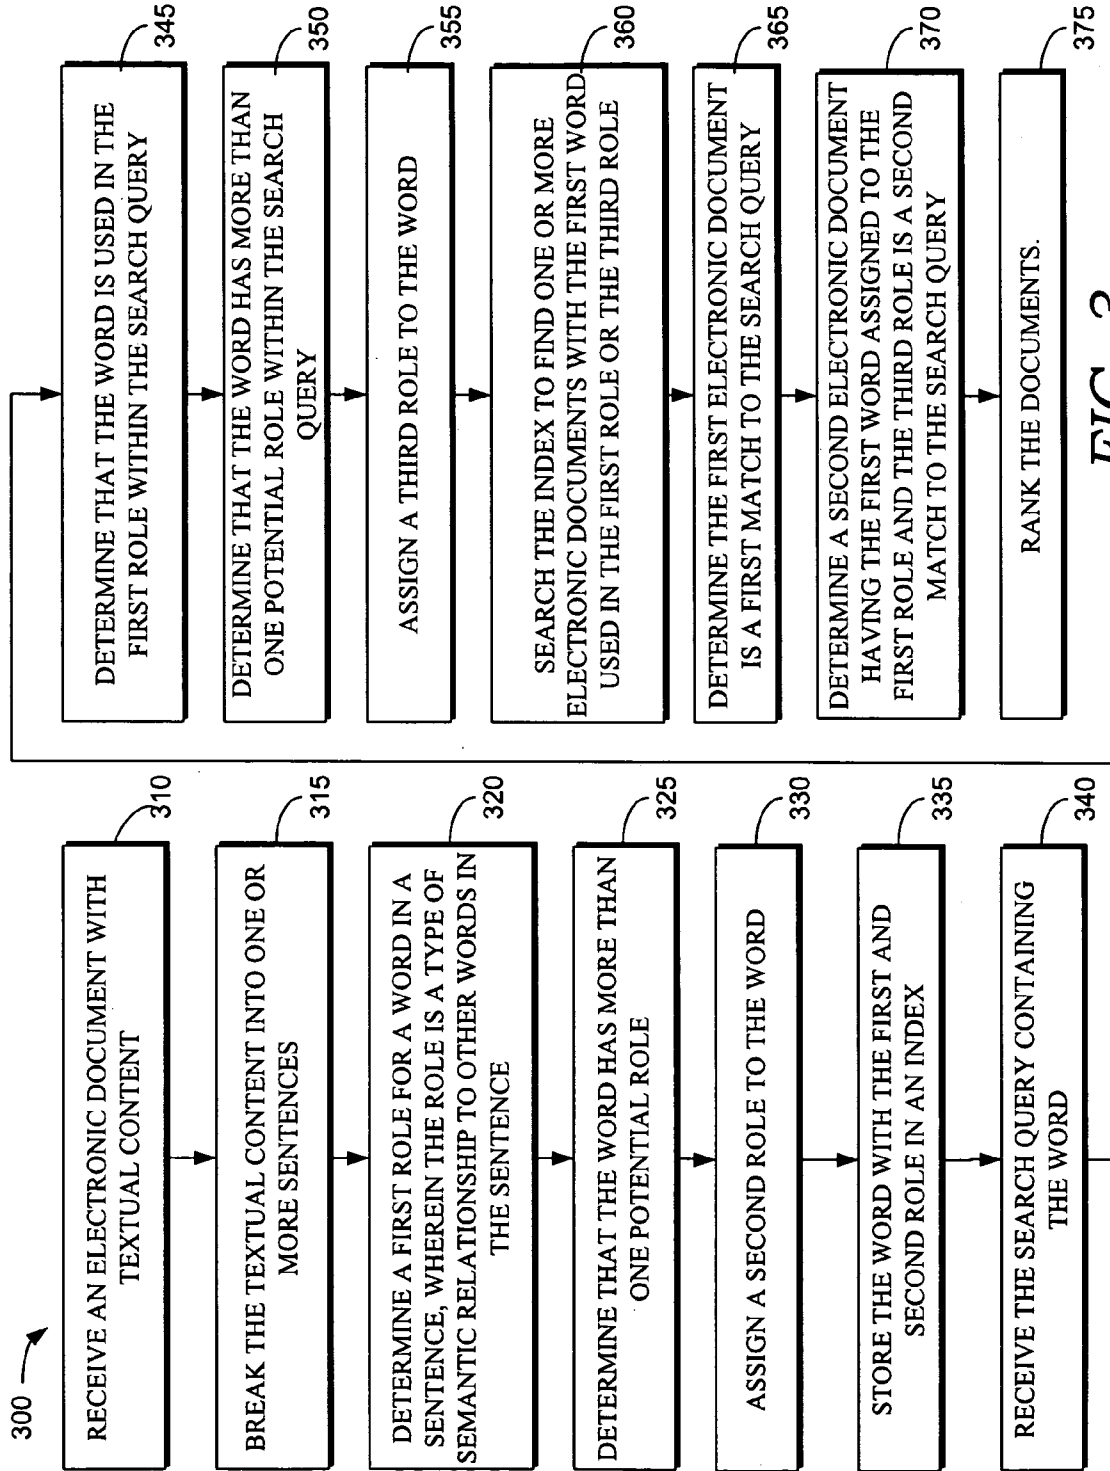 300
RECEIVE AN ELECTRONIC DOCUMENT WITH
TEXTUAL CONTENT
310
BREAK THE TEXTUAL CONTENT INTO ONE OR
MORE SENTENCES
315
DETERMINE A FIRST ROLE FOR A WORD IN A
SENTENCE, WHEREIN THE ROLE IS A TYPE OF
SEMANTIC RELATIONSHIP TO OTHER WORDS IN
THE SENTENCE
320
DETERMINE THAT THE WORD HAS MORE THAN
ONE POTENTIAL ROLE
325
ASSIGN A SECOND ROLE TO THE WORD
330
STORE THE WORD WITH THE FIRST AND
SECOND ROLE IN AN INDEX
335
RECEIVE THE SEARCH QUERY CONTAINING
THE WORD
340
DETERMINE THAT THE WORD IS USED IN THE
FIRST ROLE WITHIN THE SEARCH QUERY
345
DETERMINE THAT THE WORD HAS MORE THAN
ONE POTENTIAL ROLE WITHIN THE SEARCH
QUERY
350
ASSIGN A THIRD ROLE TO THE WORD
355
SEARCH THE INDEX TO FIND ONE OR MORE
ELECTRONIC DOCUMENTS WITH THE FIRST WORD
USED IN THE FIRST ROLE OR THE THIRD ROLE
360
DETERMINE THE FIRST ELECTRONIC DOCUMENT
IS A FIRST MATCH TO THE SEARCH QUERY
365
DETERMINE A SECOND ELECTRONIC DOCUMENT
HAVING THE FIRST WORD ASSIGNED TO THE
FIRST ROLE AND THE THIRD ROLE IS A SECOND
MATCH TO THE SEARCH QUERY
370
RANK THE DOCUMENTS.
375